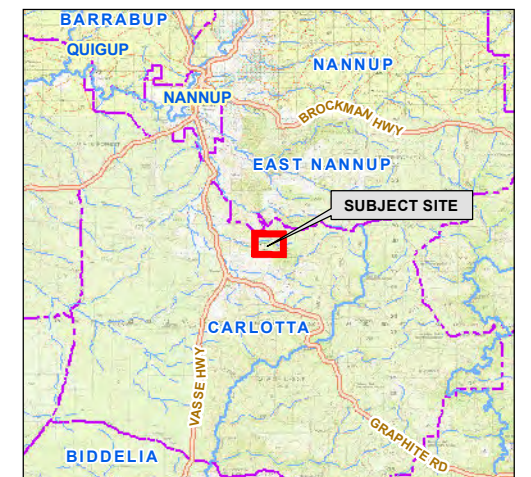 BARRABUP
QUIGUP
NANNUP
NANNUP
BROCKMAN HWY
EAST NANNUP
SUBJECT SITE
CARLOTTA
VASSE HWY
GRAPHITE RD
BIDDELIA